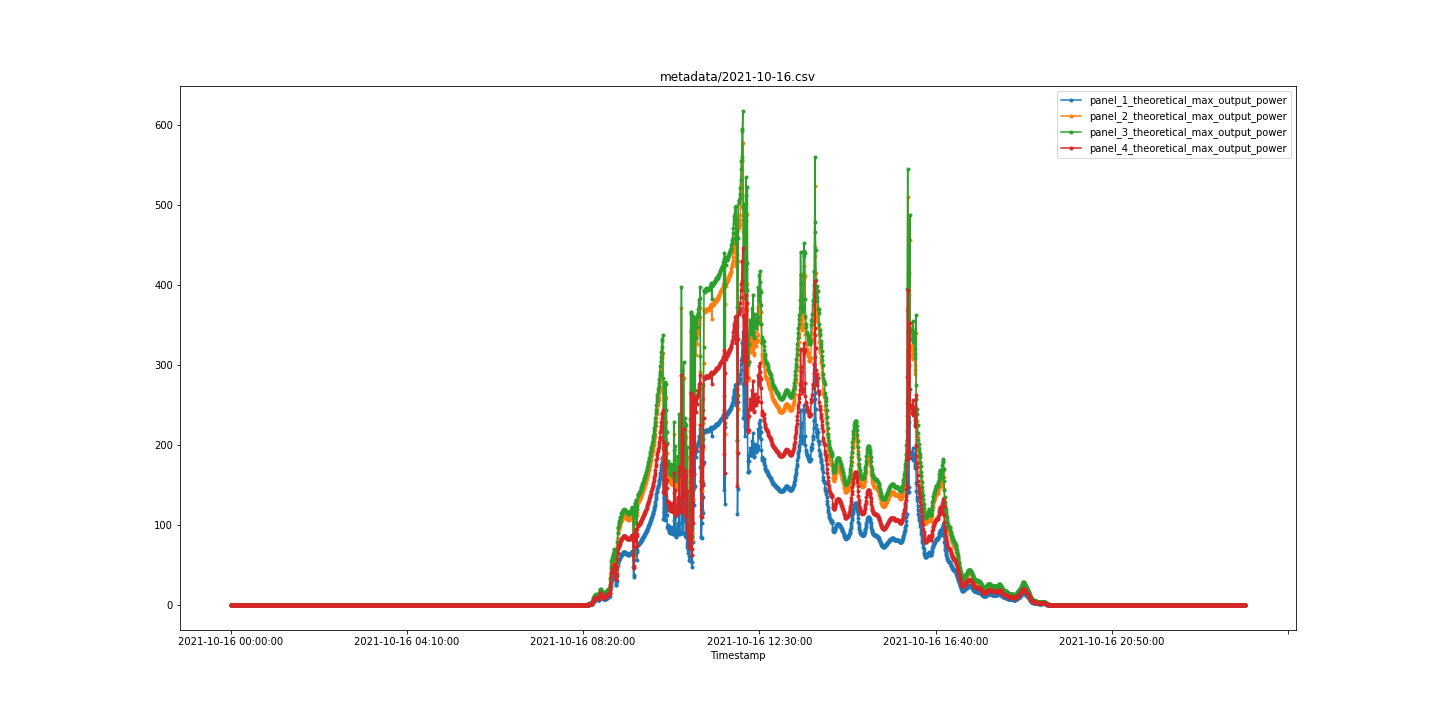 metadata/2021-10-16.csv
panel_1_theoretical_max_output_power
panel_2_theoretical_max_output_power
panel_3_theoretical_max_output_power
panel_4_theoretical_max_output_power
600
500
400
300
200
100
0
2021-10-16 00:00:00 2021-10-16 04:10:00 2021-10-16 08:20:00 2021-10-16 12:30:00 2021-10-16 16:40:00 2021-10-16 20:50:00
Timestamp